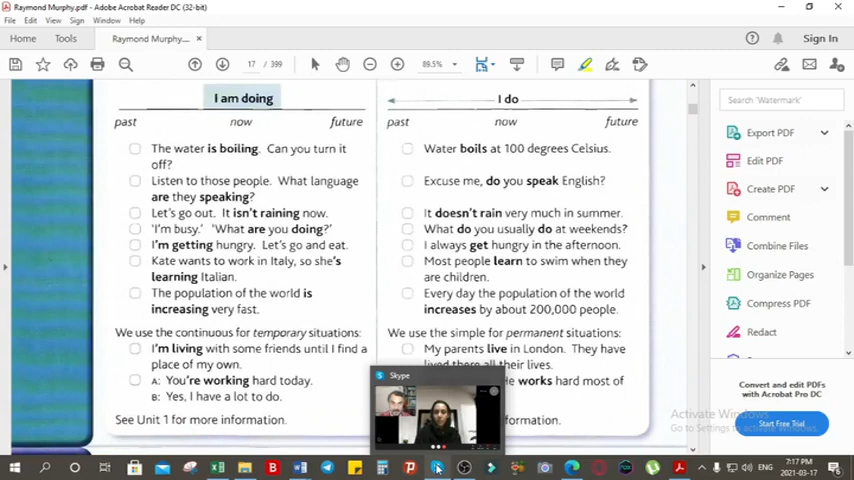 Raymond Murphy.pdf - Adobe Acrobat Reader DC (32-bit)
File Edit View Sign Window Help
Home Tools Raymond Murphy.... × Sign In
17 / 399 89.5%
I am doing
past now future
The water is boiling. Can you turn it
off?
Listen to those people. What language
are they speaking?
Let's go out. It isn't raining now.
'I'm busy.' 'What are you doing?'
I'm getting hungry. Let's go and eat.
Kate wants to work in Italy, so she's
learning Italian.
The population of the world is
increasing very fast.
We use the continuous for temporary situations:
I'm living with some friends until I find a
place of my own.
A: You're working hard today.
B: Yes, I have a lot to do.
See Unit 1 for more information.
I do
past now future
Water boils at 100 degrees Celsius.
Excuse me, do you speak English?
It doesn't rain very much in summer.
What do you usually do at weekends?
I always get hungry in the afternoon.
Most people learn to swim when they
are children.
Every day the population of the world
increases by about 200,000 people.
We use the simple for permanent situations:
My parents live in London. They have
lived there all their lives.
works hard most of
Skype
Search 'Watermark'
Export PDF
Edit PDF
Create PDF
Comment
Combine Files
Organize Pages
Compress PDF
Redact
Convert and edit PDFs
with Acrobat Pro DC
Start Free Trial
Activate Windows
Go to Settings to activate Windows.
ENG
7:17 PM
2021-03-17